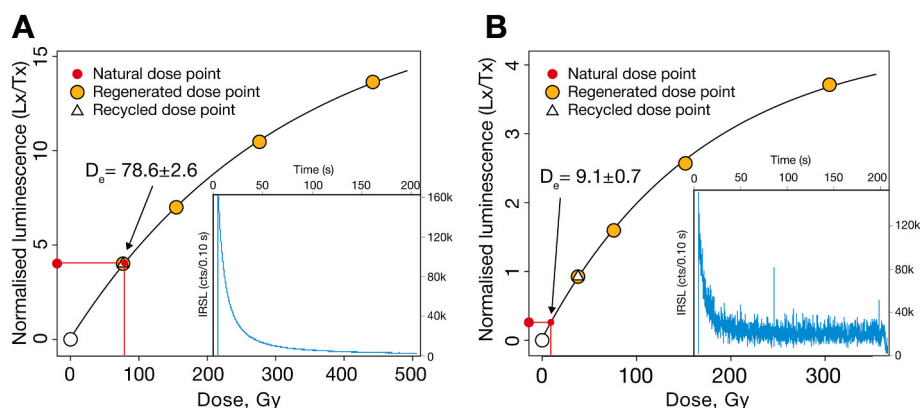 A
Normalised luminescence (Lx/Tx)
15
10
5
0
Natural dose point
Regenerated dose point
Recycled dose point
De= 78.6±2.6
Time (s)
0 50 100 150 200
IRSL (cts/0.10 s)
160k
120k
80k
40k
0
0 100 200 300 400 500
Dose, Gy
B
Normalised luminescence (Lx/Tx)
4
3
2
1
0
Natural dose point
Regenerated dose point
Recycled dose point
De= 9.1±0.7
Time (s)
0 50 100 150 200
IRSL (cts/0.10 s)
120k
80k
40k
0
0 100 200 300
Dose, Gy